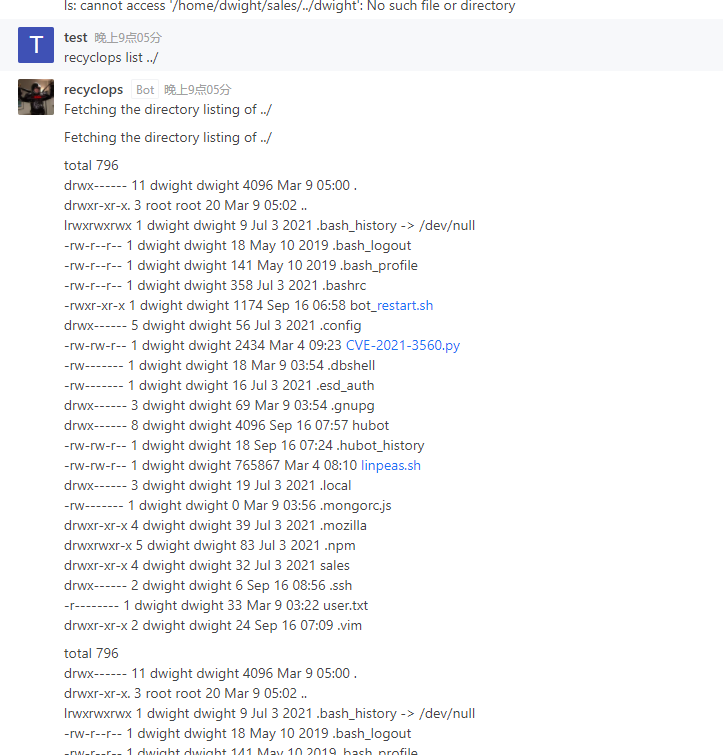 ls: cannot access '/home/dwight/sales/../dwight': No such file or directory
T
test 晚上9点05分
recyclops list ../
recyclops Bot 晚上9点05分
Fetching the directory listing of ../
Fetching the directory listing of ../
total 796
drwx------ 11 dwight dwight 4096 Mar 9 05:00 .
drwxr-xr-x. 3 root root 20 Mar 9 05:02 ..
lrwxrwxrwx 1 dwight dwight 9 Jul 3 2021 .bash_history -> /dev/null
-rw-r--r-- 1 dwight dwight 18 May 10 2019 .bash_logout
-rw-r--r-- 1 dwight dwight 141 May 10 2019 .bash_profile
-rw-r--r-- 1 dwight dwight 358 Jul 3 2021 .bashrc
-rwxr-xr-x 1 dwight dwight 1174 Sep 16 06:58 bot_restart.sh
drwx------ 5 dwight dwight 56 Jul 3 2021 .config
-rw-rw-r-- 1 dwight dwight 2434 Mar 4 09:23 CVE-2021-3560.py
-rw------- 1 dwight dwight 18 Mar 9 03:54 .dbshell
-rw------- 1 dwight dwight 16 Jul 3 2021 .esd_auth
drwx------ 3 dwight dwight 69 Mar 9 03:54 .gnupg
drwx------ 8 dwight dwight 4096 Sep 16 07:57 hubot
-rw-rw-r-- 1 dwight dwight 18 Sep 16 07:24 .hubot_history
-rw-rw-r-- 1 dwight dwight 765867 Mar 4 08:10 linpeas.sh
drwx------ 3 dwight dwight 19 Jul 3 2021 .local
-rw------- 1 dwight dwight 0 Mar 9 03:56 .mongorc.js
drwxr-xr-x 4 dwight dwight 39 Jul 3 2021 .mozilla
drwxrwxr-x 5 dwight dwight 83 Jul 3 2021 .npm
drwxr-xr-x 4 dwight dwight 32 Jul 3 2021 sales
drwx------ 2 dwight dwight 6 Sep 16 08:56 .ssh
-r-------- 1 dwight dwight 33 Mar 9 03:22 user.txt
drwxr-xr-x 2 dwight dwight 24 Sep 16 07:09 .vim
total 796
drwx------ 11 dwight dwight 4096 Mar 9 05:00 .
drwxr-xr-x. 3 root root 20 Mar 9 05:02 ..
lrwxrwxrwx 1 dwight dwight 9 Jul 3 2021 .bash_history -> /dev/null
-rw-r--r-- 1 dwight dwight 18 May 10 2019 .bash_logout
-rw-r--r-- 1 dwight dwight 141 May 10 2019 .bash_profile